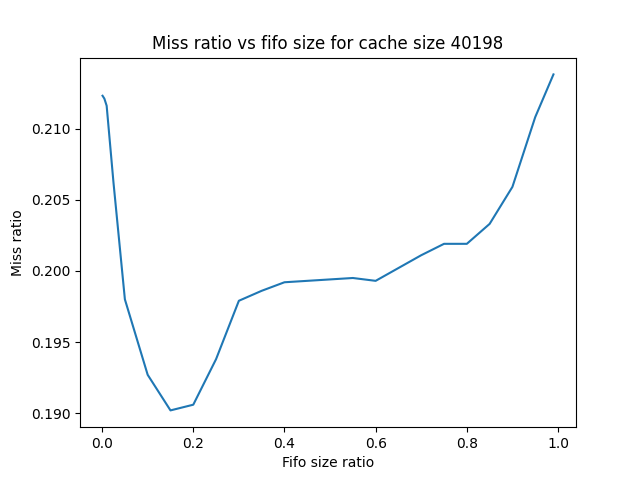 Miss ratio vs fifo size for cache size 40198
Miss ratio
0.210
0.205
0.200
0.195
0.190
0.0 0.2 0.4 0.6 0.8 1.0
Fifo size ratio